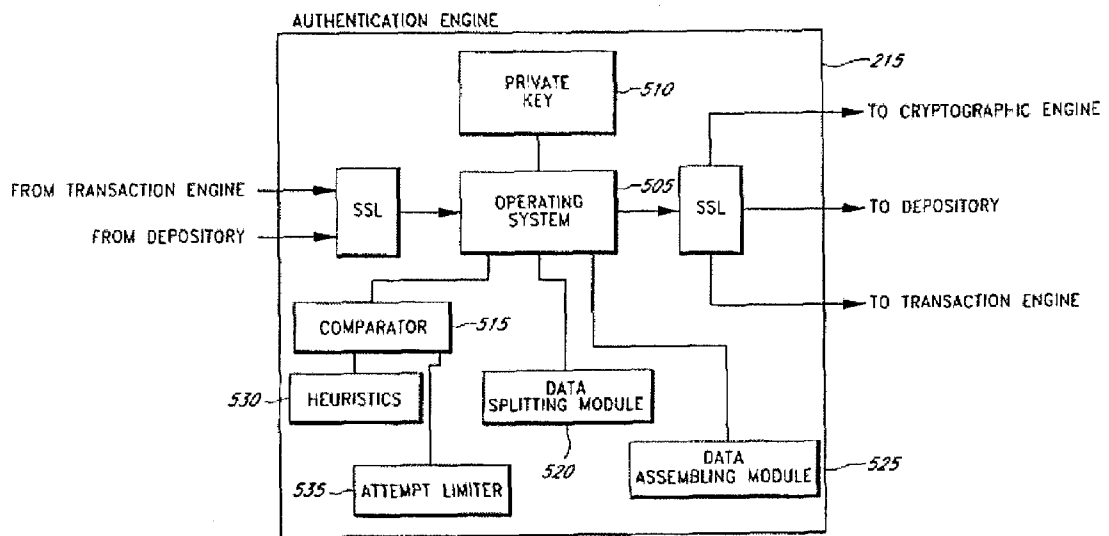 AUTHENTICATION ENGINE
215
PRIVATE
KEY
510
TO CRYPTOGRAPHIC ENGINE
FROM TRANSACTION ENGINE
SSL
OPERATING
SYSTEM
505
SSL
FROM DEPOSITORY
TO DEPOSITORY
TO TRANSACTION ENGINE
COMPARATOR
515
HEURISTICS
530
DATA
SPLITTING MODULE
520
DATA
ASSEMBLING MODULE
525
ATTEMPT LIMITER
535